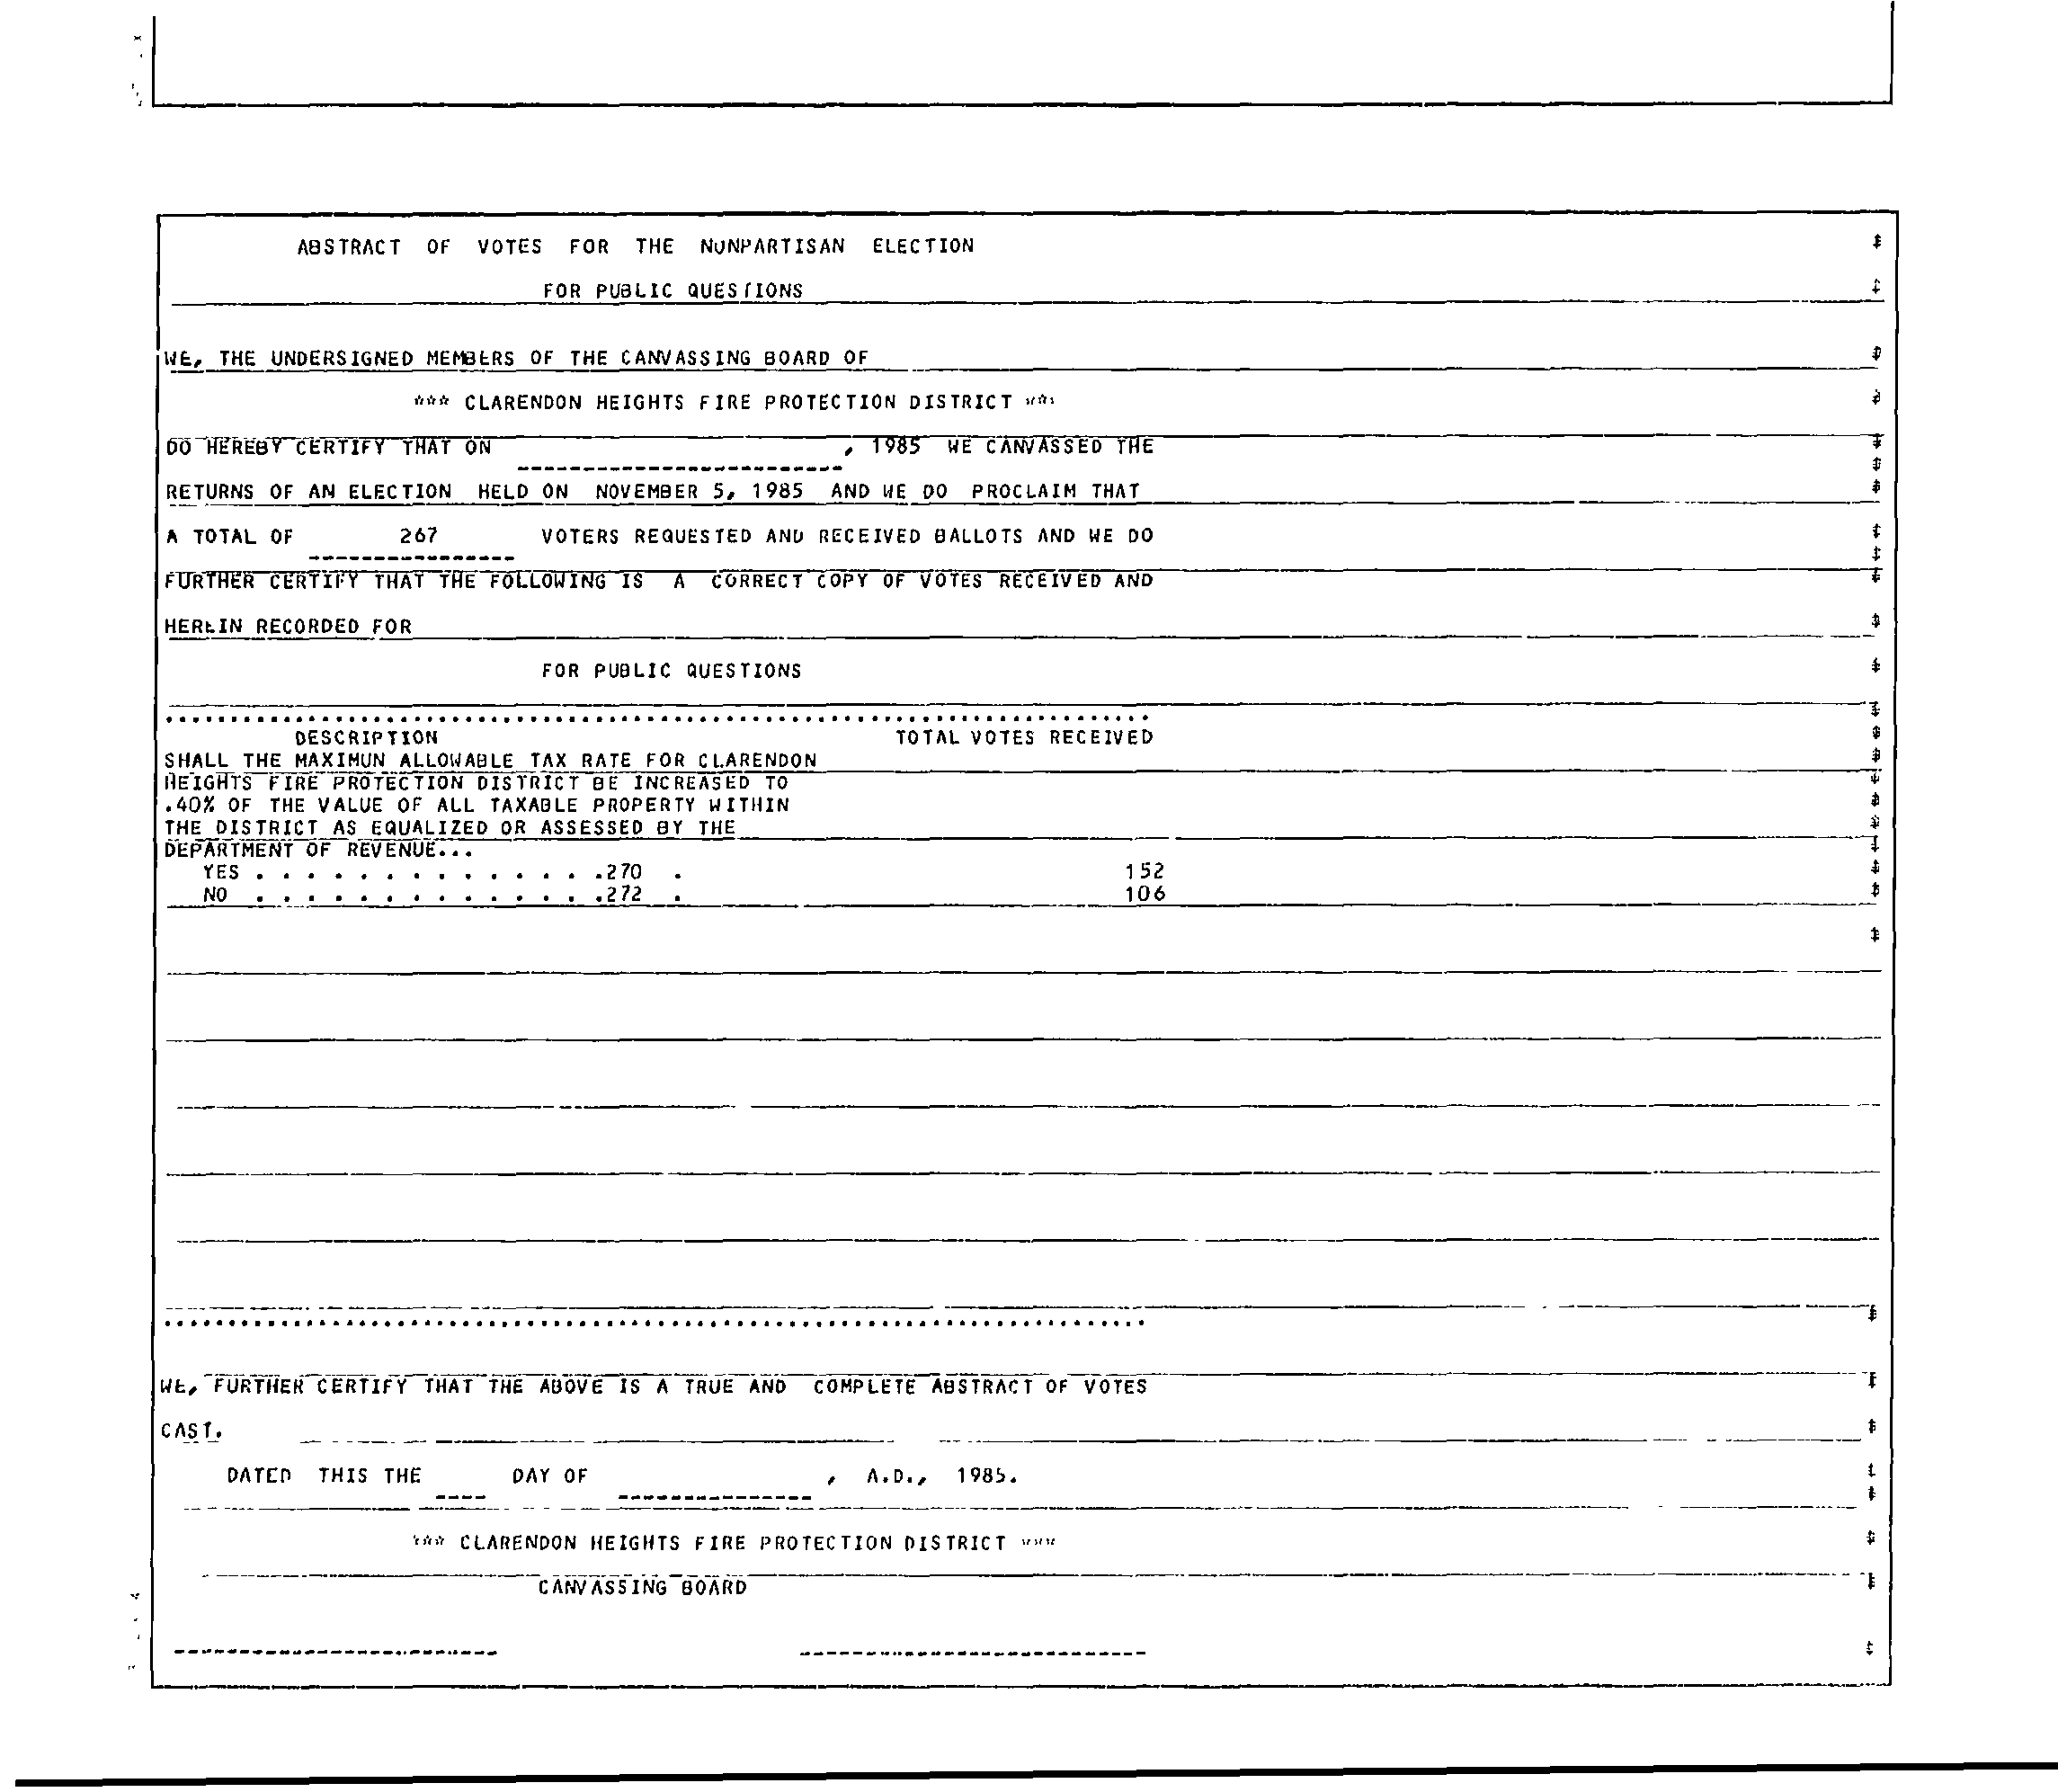 ABSTRACT OF VOTES FOR THE NONPARTISAN ELECTION
FOR PUBLIC QUESTIONS
WE, THE UNDERSIGNED MEMBERS OF THE CANVASSING BOARD OF
*** CLARENDON HEIGHTS FIRE PROTECTION DISTRICT ***
DO HEREBY CERTIFY THAT ON , 1985 WE CANVASSED THE
RETURNS OF AN ELECTION HELD ON NOVEMBER 5, 1985 AND WE DO PROCLAIM THAT
A TOTAL OF 267 VOTERS REQUESTED AND RECEIVED BALLOTS AND WE DO
FURTHER CERTIFY THAT THE FOLLOWING IS A CORRECT COPY OF VOTES RECEIVED AND
HEREIN RECORDED FOR
FOR PUBLIC QUESTIONS
DESCRIPTION TOTAL VOTES RECEIVED
SHALL THE MAXIMUN ALLOWABLE TAX RATE FOR CLARENDON
HEIGHTS FIRE PROTECTION DISTRICT BE INCREASED TO
.40% OF THE VALUE OF ALL TAXABLE PROPERTY WITHIN
THE DISTRICT AS EQUALIZED OR ASSESSED BY THE
DEPARTMENT OF REVENUE...
YES . . . . . . . . . . . . . .270 . 152
NO . . . . . . . . . . . . . .272 . 106
WE, FURTHER CERTIFY THAT THE ABOVE IS A TRUE AND COMPLETE ABSTRACT OF VOTES
CAST.
DATED THIS THE ____ DAY OF , A.D., 1985.
*** CLARENDON HEIGHTS FIRE PROTECTION DISTRICT ***
CANVASSING BOARD